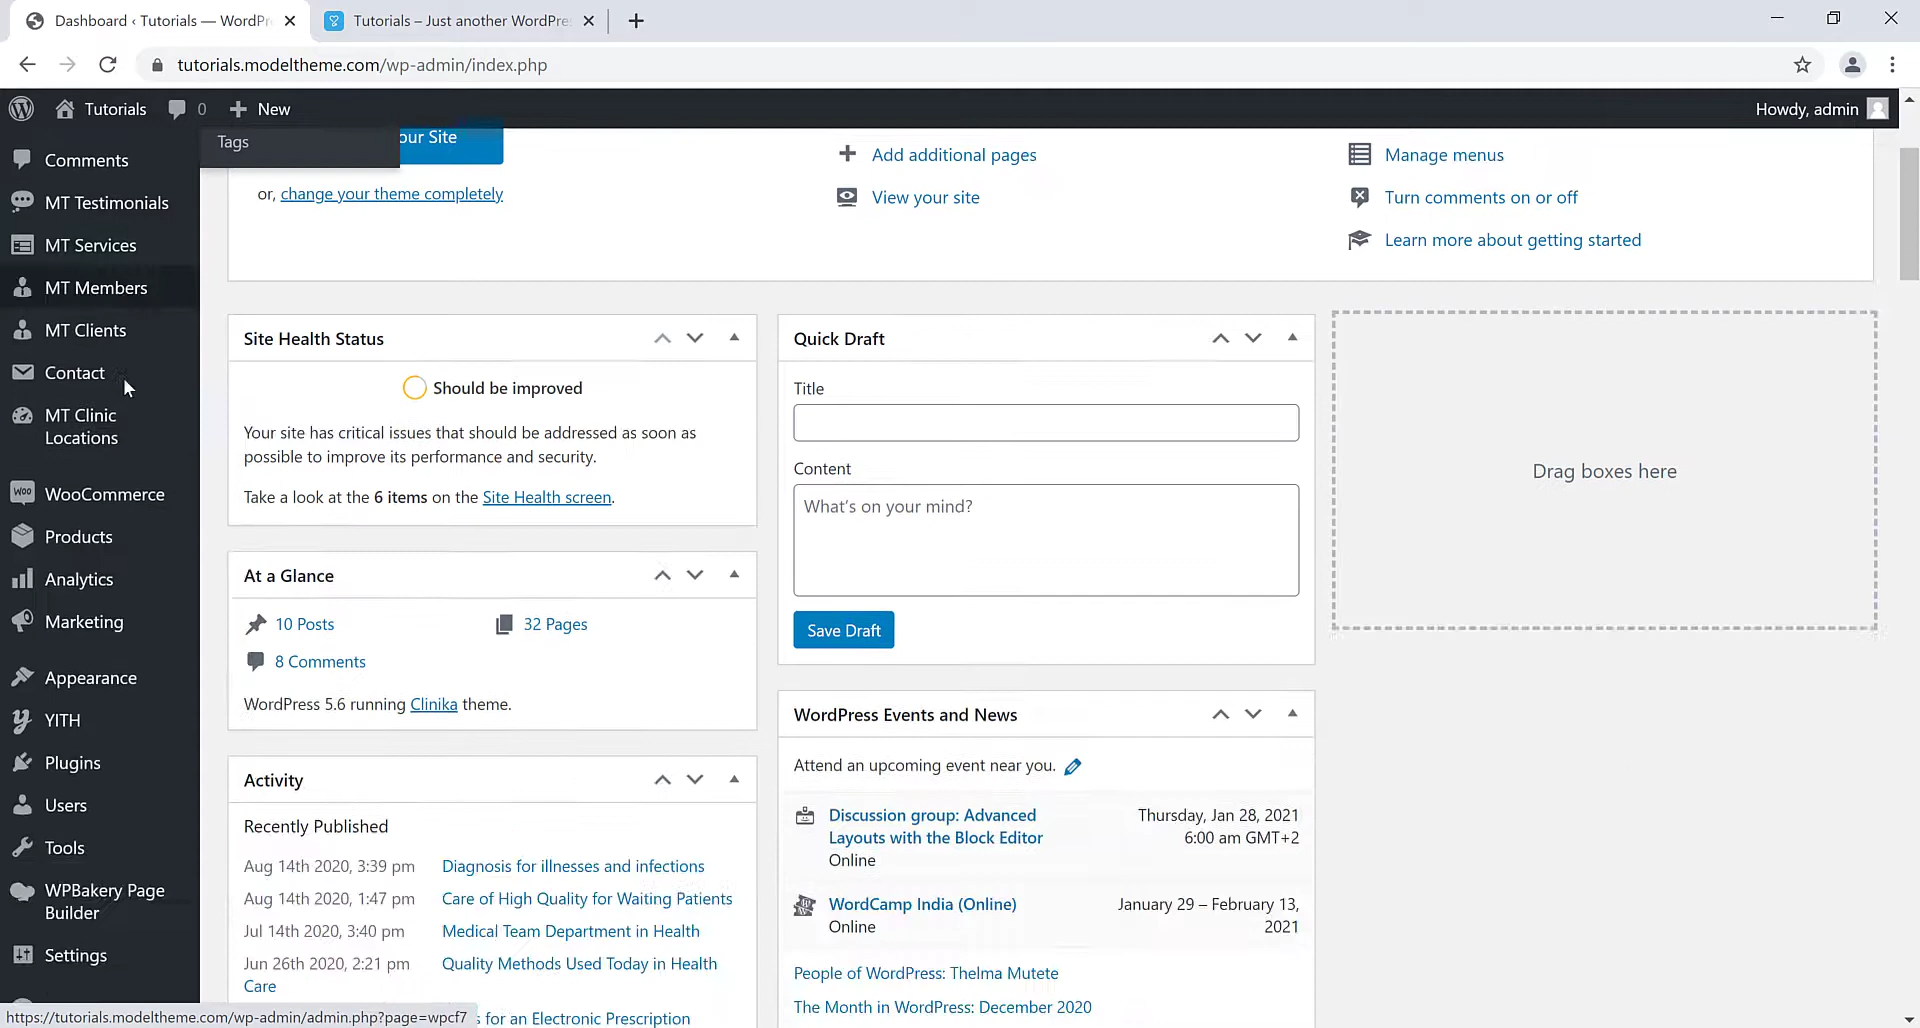 Dashboard ‹ Tutorials — WordPr
Tutorials – Just another WordPre
tutorials.modeltheme.com/wp-admin/index.php
Tutorials
0
New
Howdy, admin
Comments
MT Testimonials
MT Services
MT Members
MT Clients
Contact
MT Clinic
Locations
WooCommerce
Products
Analytics
Marketing
Appearance
YITH
Plugins
Users
Tools
WPBakery Page
Builder
Settings
Tags
our Site
or, change your theme completely
Add additional pages
View your site
Manage menus
Turn comments on or off
Learn more about getting started
Site Health Status
Should be improved
Your site has critical issues that should be addressed as soon as
possible to improve its performance and security.
Take a look at the 6 items on the Site Health screen.
At a Glance
10 Posts
32 Pages
8 Comments
WordPress 5.6 running Clinika theme.
Activity
Recently Published
Aug 14th 2020, 3:39 pm Diagnosis for illnesses and infections
Aug 14th 2020, 1:47 pm Care of High Quality for Waiting Patients
Jul 14th 2020, 3:40 pm Medical Team Department in Health
Jun 26th 2020, 2:21 pm Quality Methods Used Today in Health
Care
s for an Electronic Prescription
Quick Draft
Title
Content
What's on your mind?
Save Draft
WordPress Events and News
Attend an upcoming event near you.
Discussion group: Advanced Thursday, Jan 28, 2021
Layouts with the Block Editor 6:00 am GMT+2
Online
WordCamp India (Online) January 29 – February 13,
Online 2021
People of WordPress: Thelma Mutete
The Month in WordPress: December 2020
Drag boxes here
https://tutorials.modeltheme.com/wp-admin/admin.php?page=wpcf7